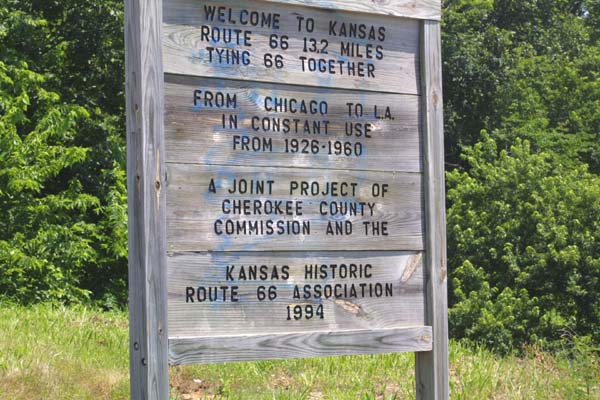 WELCOME TO KANSAS
ROUTE 66 13.2 MILES
TYING 66 TOGETHER
FROM CHICAGO TO L.A.
IN CONSTANT USE
FROM 1926-1960
A JOINT PROJECT OF
CHEROKEE COUNTY
COMMISSION AND THE
KANSAS HISTORIC
ROUTE 66 ASSOCIATION
1994